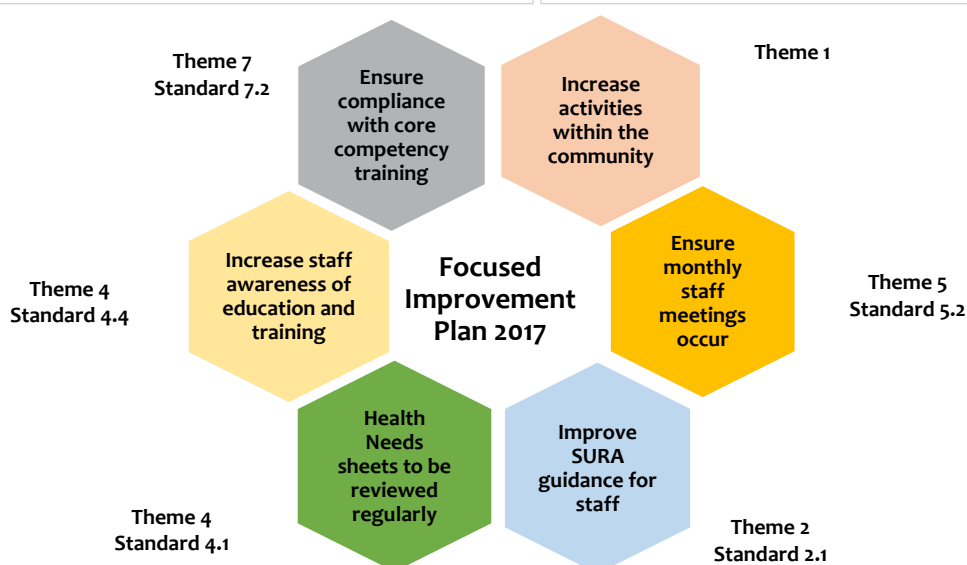 Theme 7
Standard 7.2
Ensure
compliance
with core
competency
training
Increase
activities
within the
community
Theme 1
Increase staff
awareness of
education and
training
Theme 4
Standard 4.4
Focused
Improvement
Plan 2017
Ensure
monthly
staff
meetings
occur
Theme 5
Standard 5.2
Health
Needs
sheets to be
reviewed
regularly
Theme 4
Standard 4.1
Improve
SURA
guidance for
staff
Theme 2
Standard 2.1